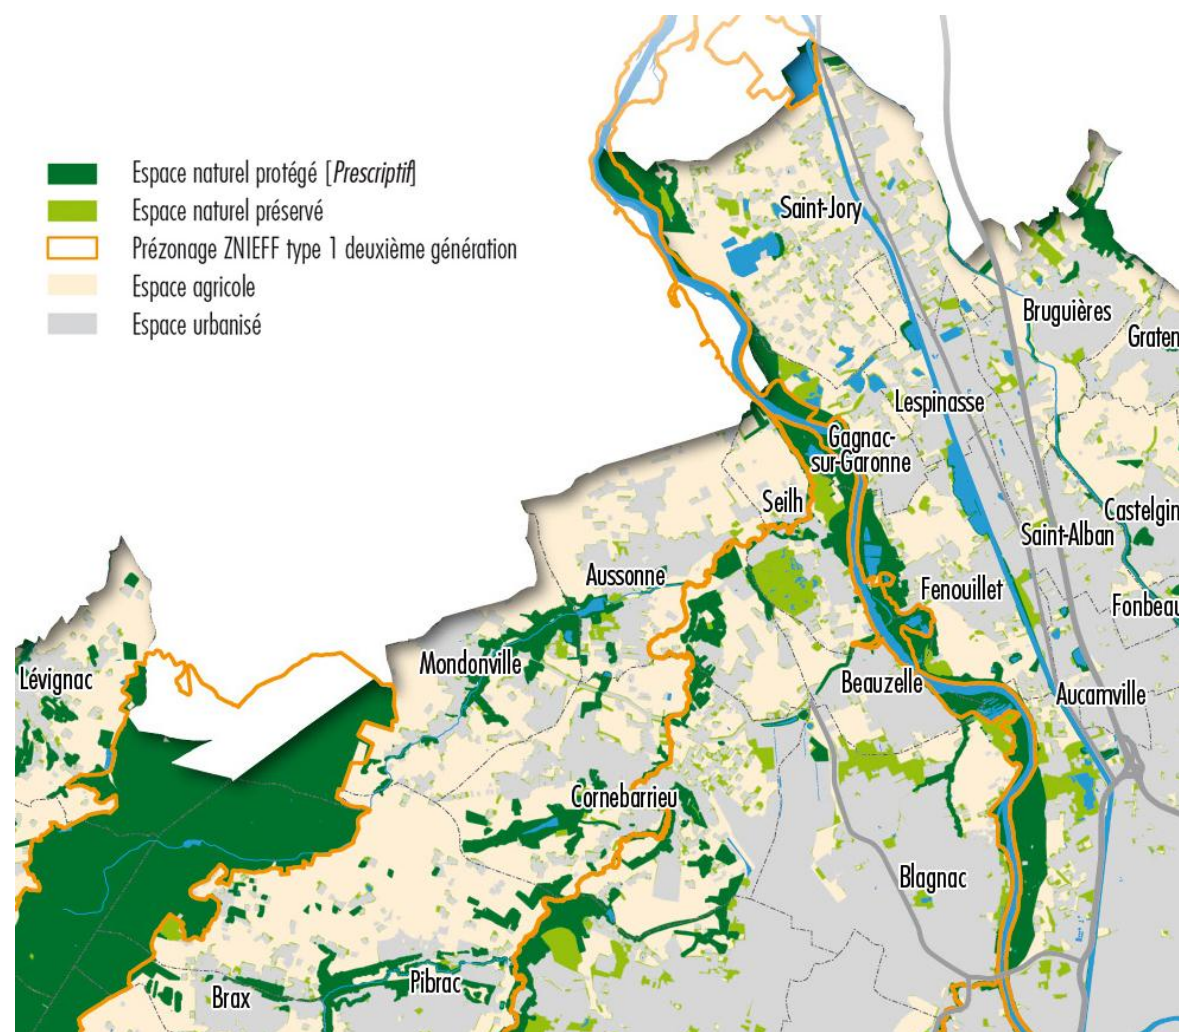 Espace naturel protégé [Prescriptif]
Espace naturel préservé
Prézonage ZNIEFF type 1 deuxième génération
Espace agricole
Espace urbanisé
Saint-Jory
Bruguières
Graten
Lespinasse
Gagnac-
sur-Garonne
Seilh
Castelgin
Saint-Alban
Aussonne
Fenouillet
Fonbeau
Mondonville
Lévignac
Beauzelle
Aucamville
Cornebarrieu
Blagnac
Pibrac
Brax